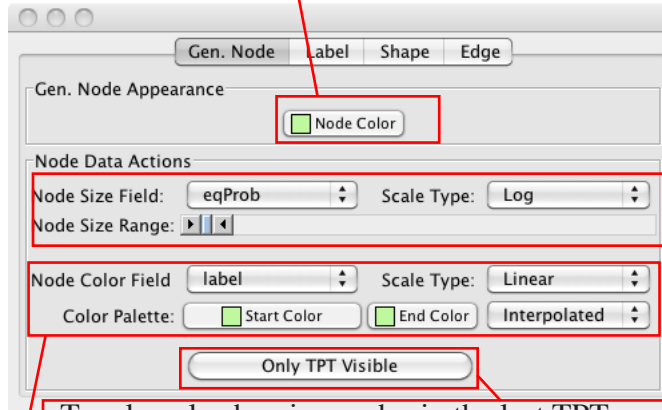 Gen. Node Label Shape Edge
Gen. Node Appearance
Node Color
Node Data Actions
Node Size Field: eqProb Scale Type: Log
Node Size Range:
Node Color Field label Scale Type: Linear
Color Palette: Start Color End Color Interpolated
Only TPT Visible